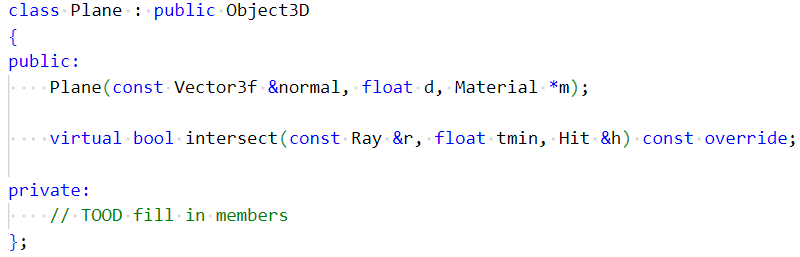 class Plane : public Object3D
{
public:
    Plane(const Vector3f &normal, float d, Material *m);
    virtual bool intersect(const Ray &r, float tmin, Hit &h) const override;
private:
    // TOOD fill in members
};